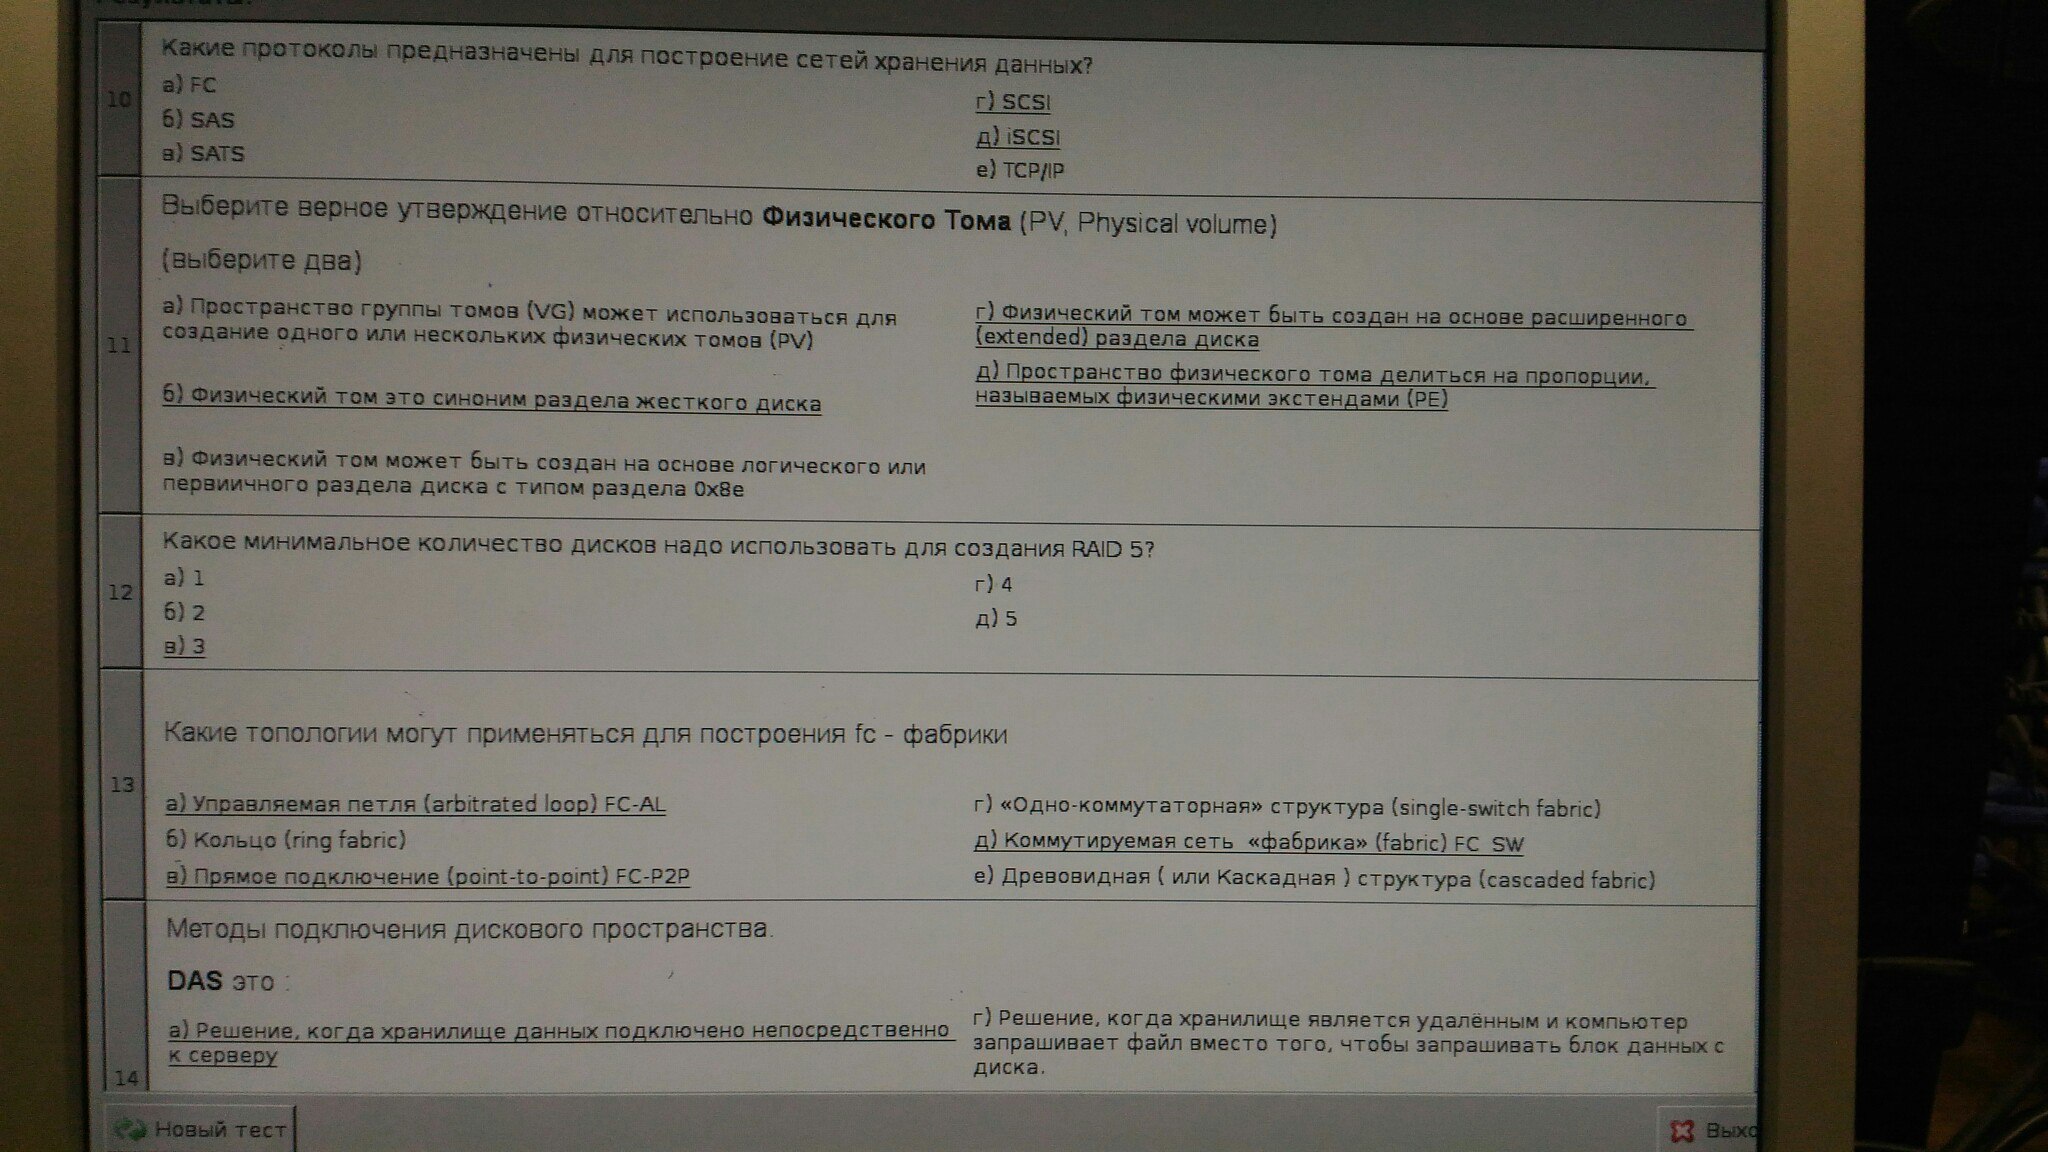 10
Какие протоколы предназначены для построение сетей хранения данных?
а) FC
б) SAS
в) SATS
г) SCSI
д) iSCSI
е) TCP/IP
11
Выберите верное утверждение относительно Физического Тома (PV, Physical volume)
(выберите два)
а) Пространство группы томов (VG) может использоваться для
создание одного или нескольких физических томов (PV)
б) Физический том это синоним раздела жесткого диска
в) Физический том может быть создан на основе логического или
первиичного раздела диска с типом раздела 0x8e
г) Физический том может быть создан на основе расширенного
(extended) раздела диска
д) Пространство физического тома делиться на пропорции,
называемых физическими экстендами (PE)
12
Какое минимальное количество дисков надо использовать для создания RAID 5?
а) 1
б) 2
в) 3
г) 4
д) 5
13
Какие топологии могут применяться для построения fc - фабрики
а) Управляемая петля (arbitrated loop) FC-AL
б) Кольцо (ring fabric)
в) Прямое подключение (point-to-point) FC-P2P
г) «Одно-коммутаторная» структура (single-switch fabric)
д) Коммутируемая сеть «фабрика» (fabric) FC_SW
е) Древовидная ( или Каскадная ) структура (cascaded fabric)
14
Методы подключения дискового пространства.
DAS это :
а) Решение, когда хранилище данных подключено непосредственно
к серверу
г) Решение, когда хранилище является удалённым и компьютер
запрашивает файл вместо того, чтобы запрашивать блок данных с
диска.
Новый тест
Выхо